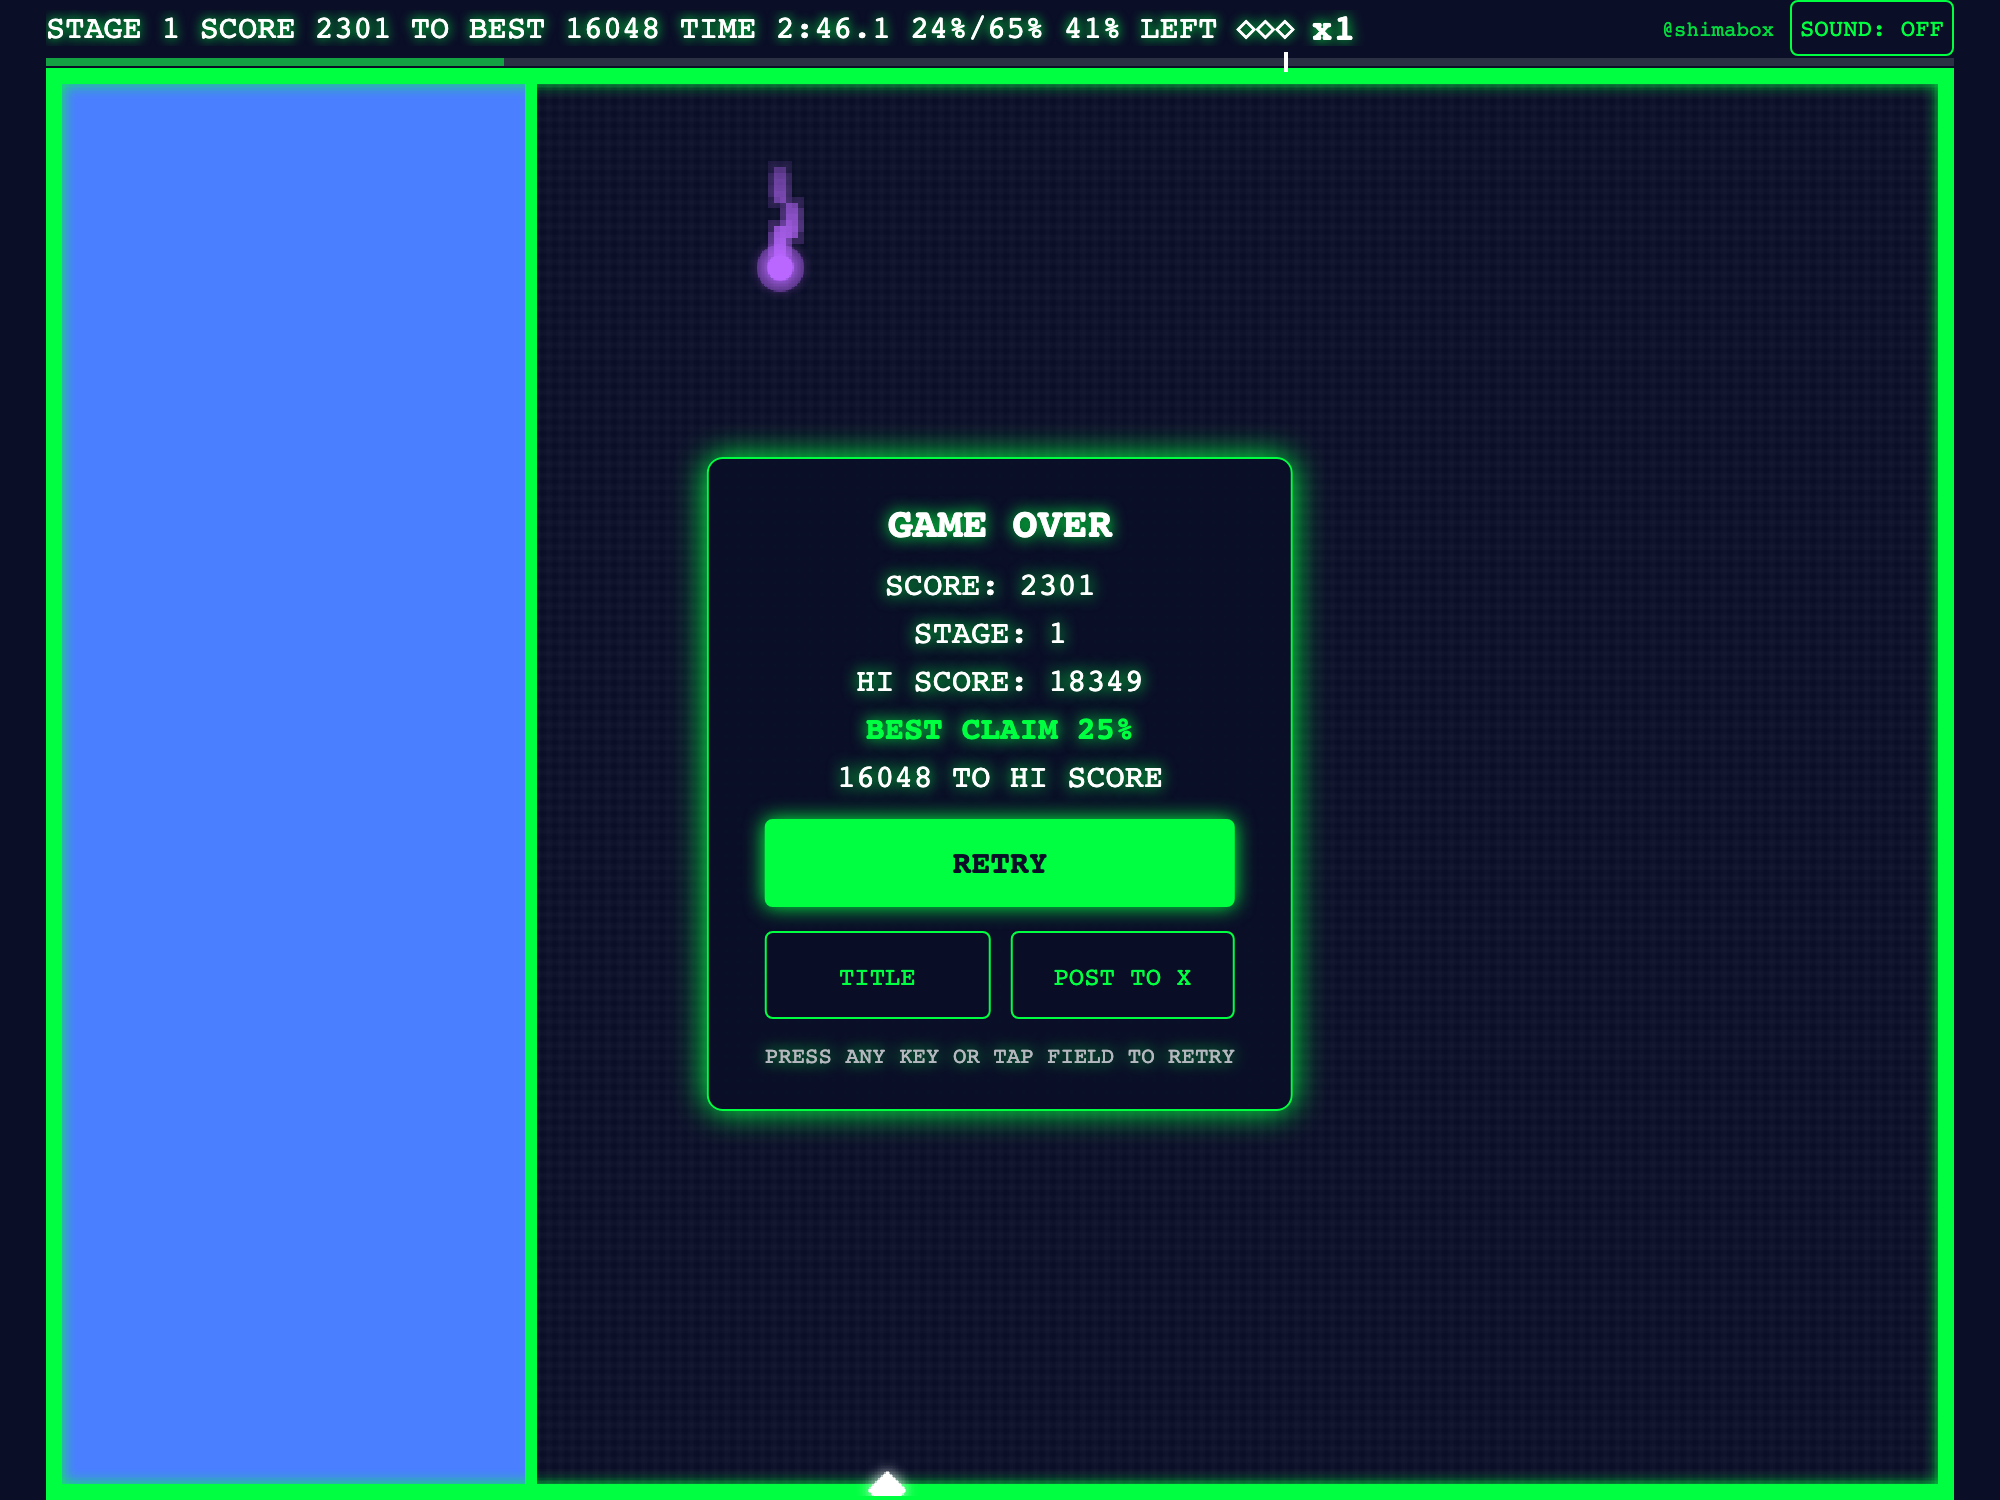 STAGE 1 SCORE 2301 TO BEST 16048 TIME 2:46.1 24%/65% 41% LEFT ◇◇◇ x1
@shimabox
SOUND: OFF
GAME OVER
SCORE: 2301
STAGE: 1
HI SCORE: 18349
BEST CLAIM 25%
16048 TO HI SCORE
RETRY
TITLE
POST TO X
PRESS ANY KEY OR TAP FIELD TO RETRY